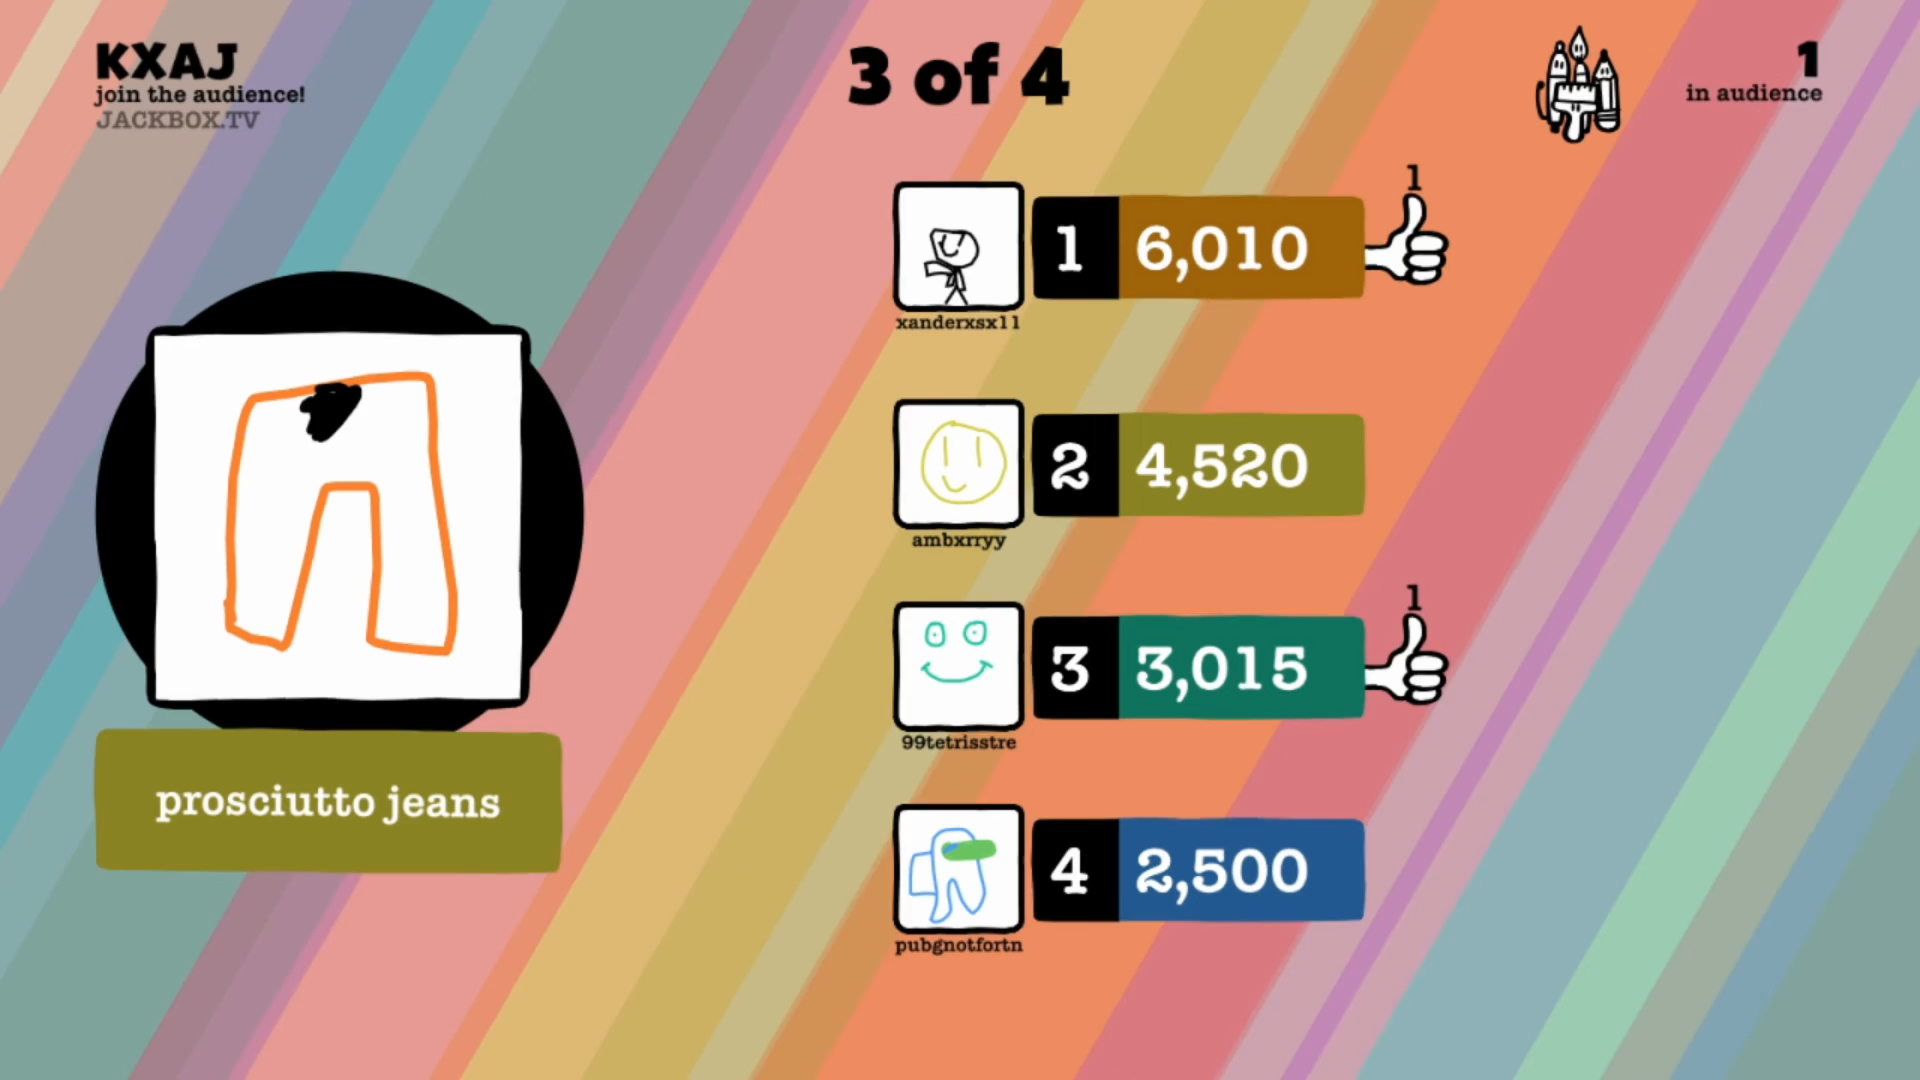 KXAJ
join the audience!
JACKBOX.TV
3 of 4
1
in audience
prosciutto jeans
1
1 6,010
xanderxsx11
2 4,520
ambxrryy
1
3 3,015
99tetrisstre
4 2,500
pubgnotfortn